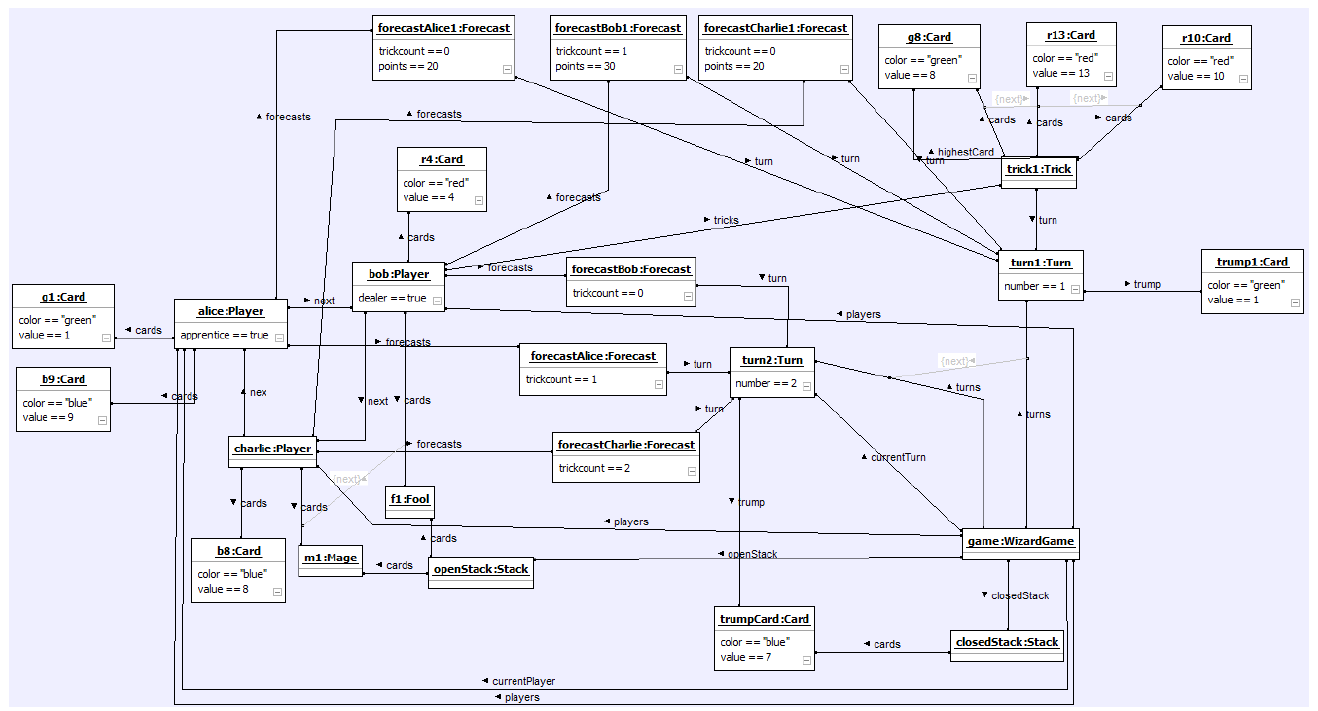 forecastAlice1:Forecast
trickcount ==0
points == 20
forecastBob1:Forecast
trickcount == 1
points == 30
forecastCharlie1:Forecast
trickcount ==0
points == 20
g8:Card
color == "green"
value == 8
r13:Card
color == "red"
value == 13
r10:Card
color == "red"
value == 10
{next}
{next}
forecasts
forecasts
cards
cards
cards
highestCard
turn
turn
turn
r4:Card
color == "red"
value == 4
trick1:Trick
forecasts
tricks
turn
cards
bob:Player
dealer ==true
forecasts
forecastBob:Forecast
trickcount ==0
turn
turn1:Turn
number == 1
trump
trump1:Card
color == "green"
value == 1
g1:Card
color == "green"
value == 1
cards
alice:Player
apprentice ==true
next
players
forecasts
forecastAlice:Forecast
trickcount == 1
turn
turn2:Turn
number == 2
{next}
b9:Card
color == "blue"
value == 9
cards
nex
next
cards
turns
turns
turn
charlie:Player
forecasts
forecastCharlie:Forecast
trickcount ==2
currentTurn
{next}
cards
cards
f1:Fool
trump
players
cards
game:WizardGame
b8:Card
color == "blue"
value == 8
m1:Mage
cards
openStack:Stack
openStack
closedStack
trumpCard:Card
color == "blue"
value == 7
cards
closedStack:Stack
currentPlayer
players